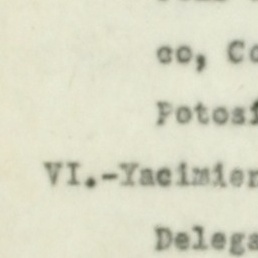 co, Co
Potosí
VI.-Yacimien
Delega